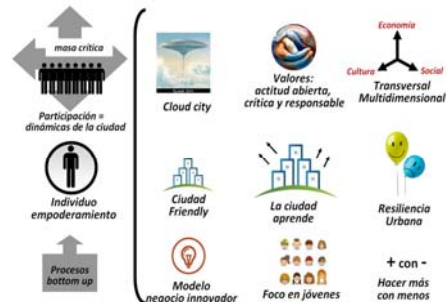 masa crítica
Participación =
dinámicas de la ciudad
Individuo
empoderamiento
Procesos
bottom up
Cloud city
Valores:
actitud abierta,
crítica y responsable
Economía
Cultura
Social
Transversal
Multidimensional
Ciudad
Friendly
La ciudad
aprende
Resiliencia
Urbana
Modelo
negocio innovador
Foco en jóvenes
+ con -
Hacer más
con menos